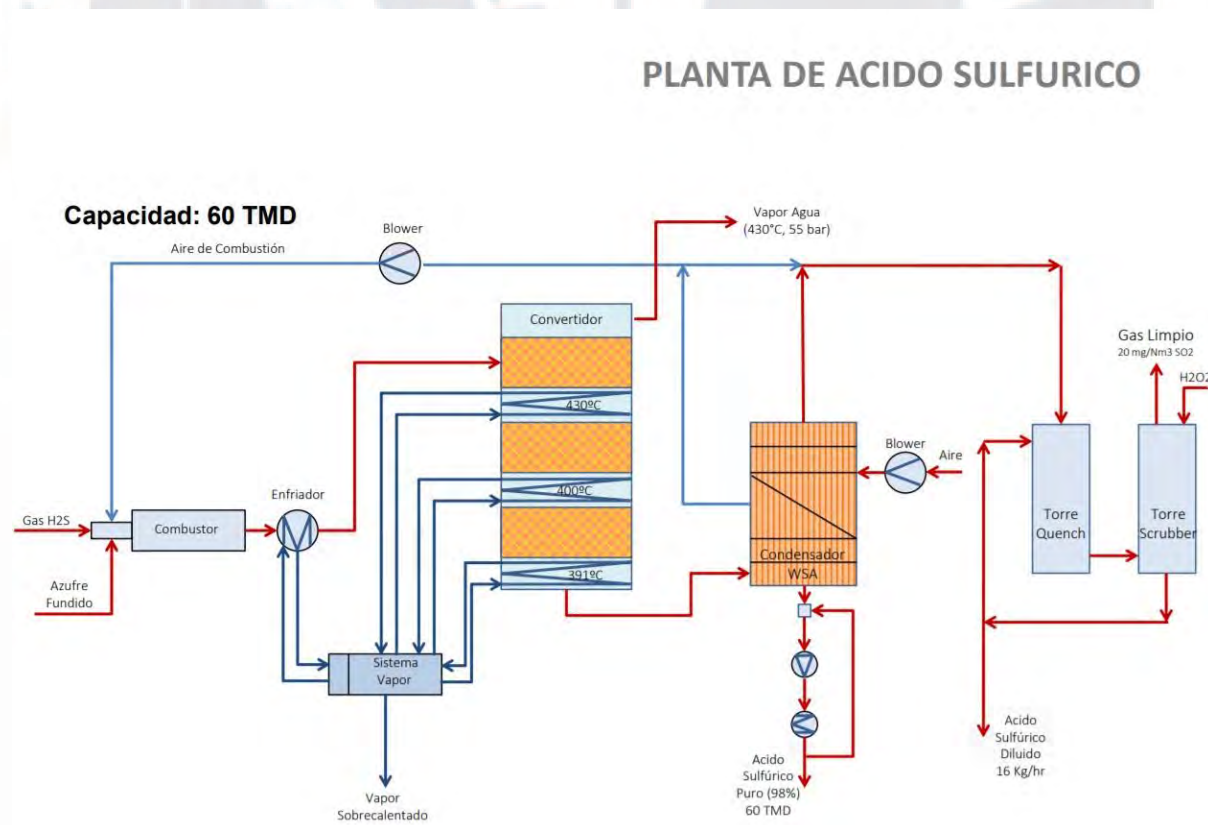 PLANTA DE ACIDO SULFURICO
Capacidad: 60 TMD
Vapor Agua
(430°C, 55 bar)
Blower
Aire de Combustión
Convertidor
Gas Limpio
20 mg/Nm3 SO2
H2O2
430ºC
Blower
Aire
Enfriador
400ºC
Gas H2S
Combustor
Torre
Quench
Torre
Scrubber
Condensador
WSA
391ºC
Azufre
Fundido
Sistema
Vapor
Acido
Sulfúrico
Diluido
16 Kg/hr
Acido
Sulfúrico
Puro (98%)
60 TMD
Vapor
Sobrecalentado